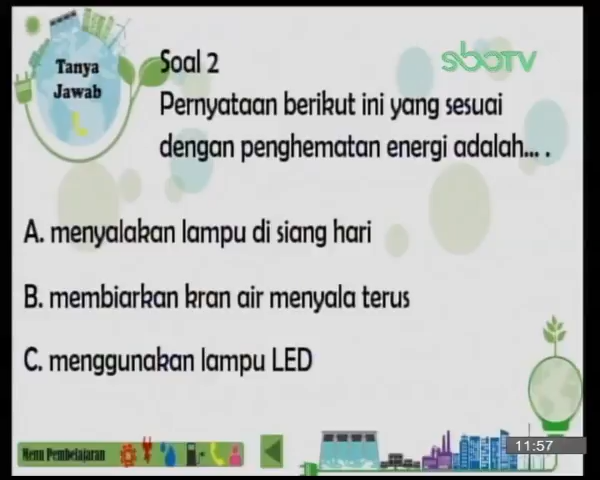 Tanya
Jawab
Soal 2
sboTV
Pernyataan berikut ini yang sesuai
dengan penghematan energi adalah... .
A. menyalakan lampu di siang hari
B. membiarkan kran air menyala terus
C. menggunakan lampu LED
Menu Pembelajaran
11:57